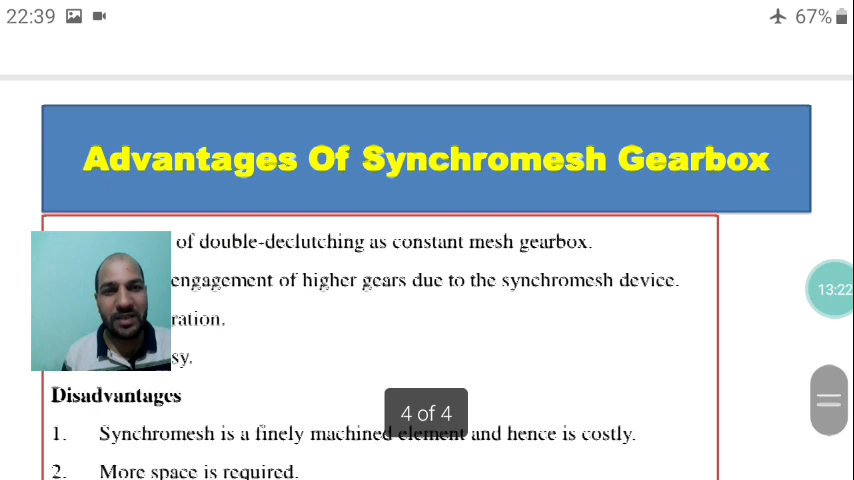 22:39
67%
Advantages Of Synchromesh Gearbox
of double-declutching as constant mesh gearbox.
engagement of higher gears due to the synchromesh device.
ration.
sy.
13:22
Disadvantages
4 of 4
1. Synchromesh is a finely machined element and hence is costly.
2. More space is required.